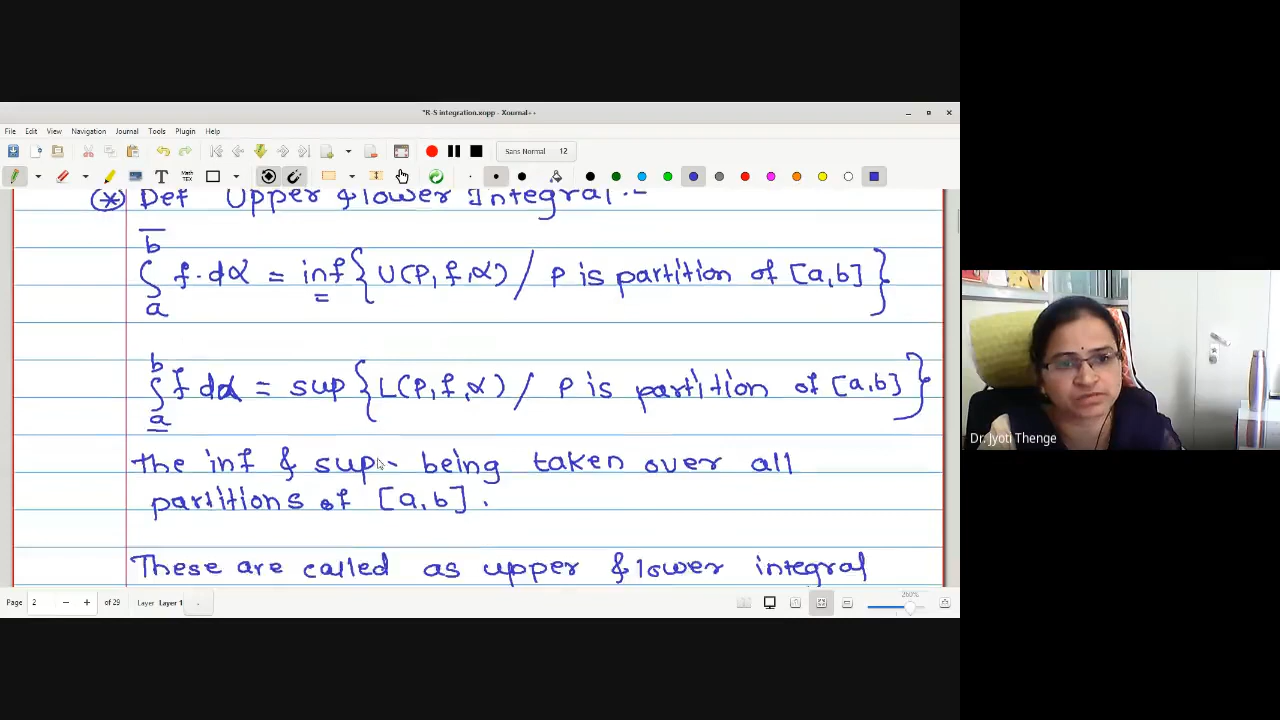 *R-S integration.xopp - Xournal++
File Edit View Navigation Journal Tools Plugin Help
Sans Normal 12
(*) Def Upper & lower Integral :-
∫_a^{b̅} f. dα = inf { U(P, f, α) / P is partition of [a, b] }
∫_{a̲}^b f dα = sup { L(P, f, α) / P is partition of [a, b] }
the inf & sup- being taken over all
partitions of [a, b].
These are called as upper & lower integral
Page 2 of 29 Layer Layer 1
Dr. Jyoti Thenge